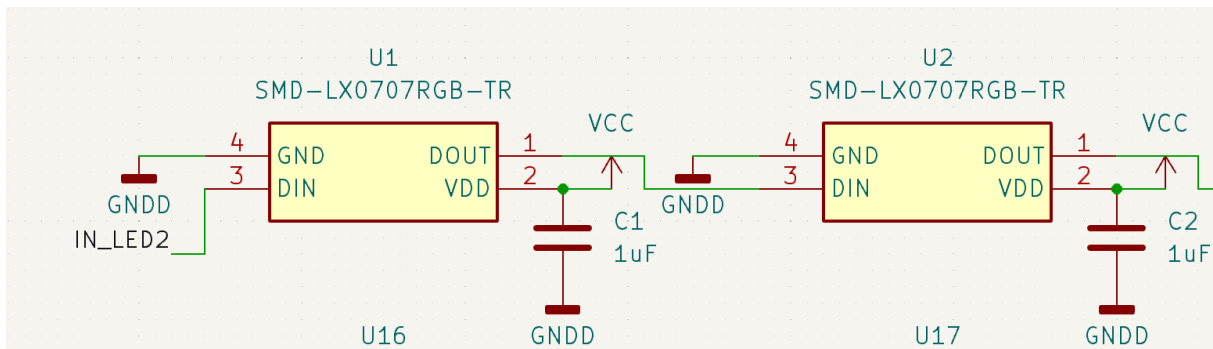 U1
SMD-LX0707RGB-TR
U2
SMD-LX0707RGB-TR
VCC
VCC
4
GND
DOUT
1
4
GND
DOUT
1
3
DIN
VDD
2
3
DIN
VDD
2
GNDD
GNDD
IN_LED2
C1
1uF
C2
1uF
U16
GNDD
U17
GNDD